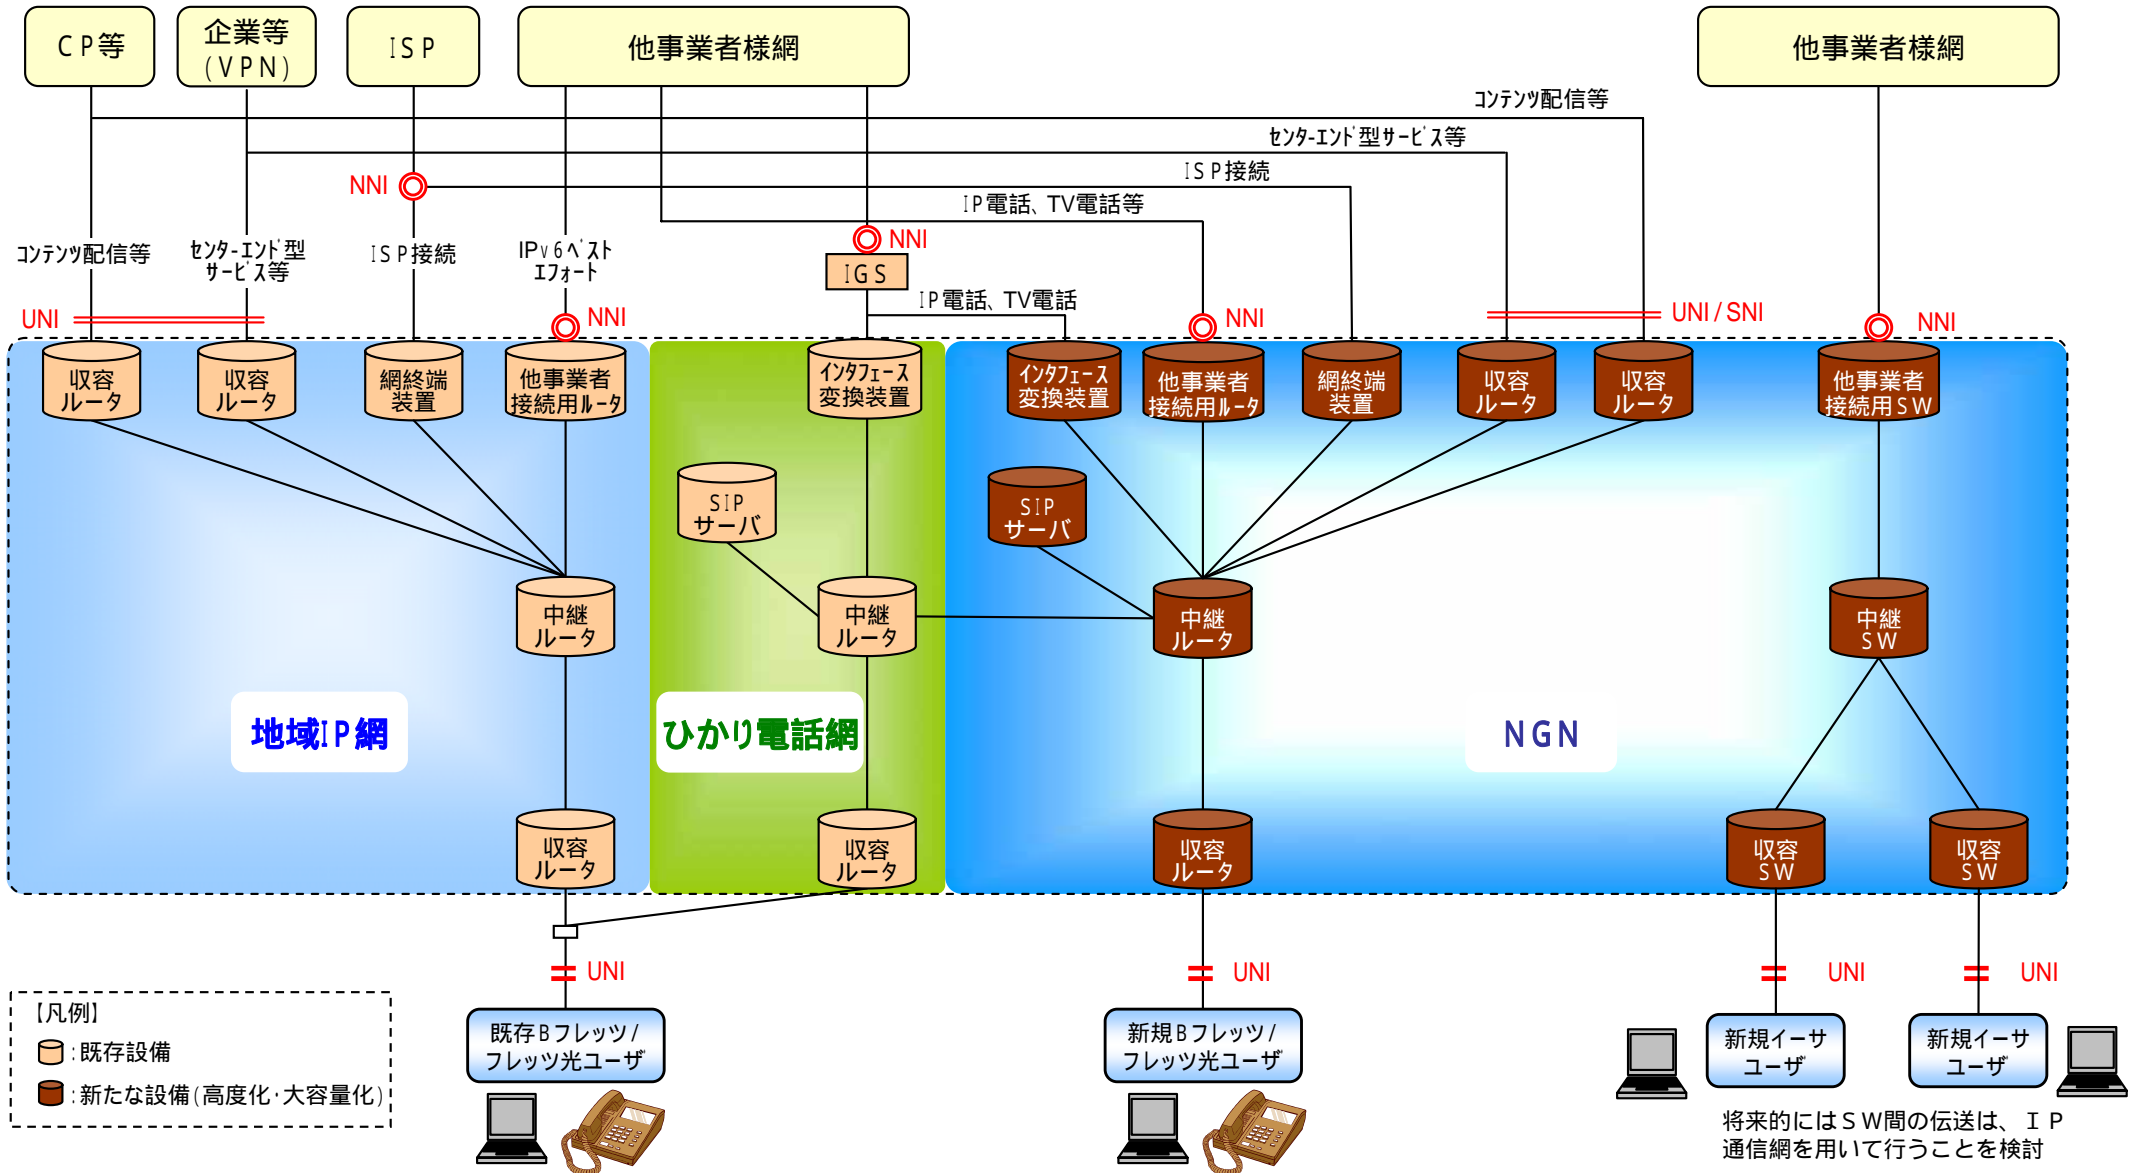 CP等
企業等
(VPN)
ISP
他事業者様網
他事業者様網
コンテンツ配信等
センタ-エンド型サービス等
ISP接続
NNI
IP電話、TV電話等
NNI
コンテンツ配信等
センタ-エンド型
サービス等
ISP接続
IPv6ベスト
エフォート
IGS
IP電話、TV電話
UNI
NNI
NNI
UNI/SNI
NNI
収容
ルータ
収容
ルータ
網終端
装置
他事業者
接続用ルータ
インタフェース
変換装置
インタフェース
変換装置
他事業者
接続用ルータ
網終端
装置
収容
ルータ
収容
ルータ
他事業者
接続用SW
SIP
サーバ
SIP
サーバ
中継
ルータ
中継
ルータ
中継
ルータ
中継
SW
地域IP網
ひかり電話網
NGN
収容
ルータ
収容
ルータ
収容
ルータ
収容
SW
収容
SW
UNI
UNI
UNI
UNI
【凡例】
:既存設備
:新たな設備(高度化・大容量化)
既存Bフレッツ/
フレッツ光ユーザ
新規Bフレッツ/
フレッツ光ユーザ
新規イーサ
ユーザ
新規イーサ
ユーザ
将来的にはSW間の伝送は、IP
通信網を用いて行うことを検討